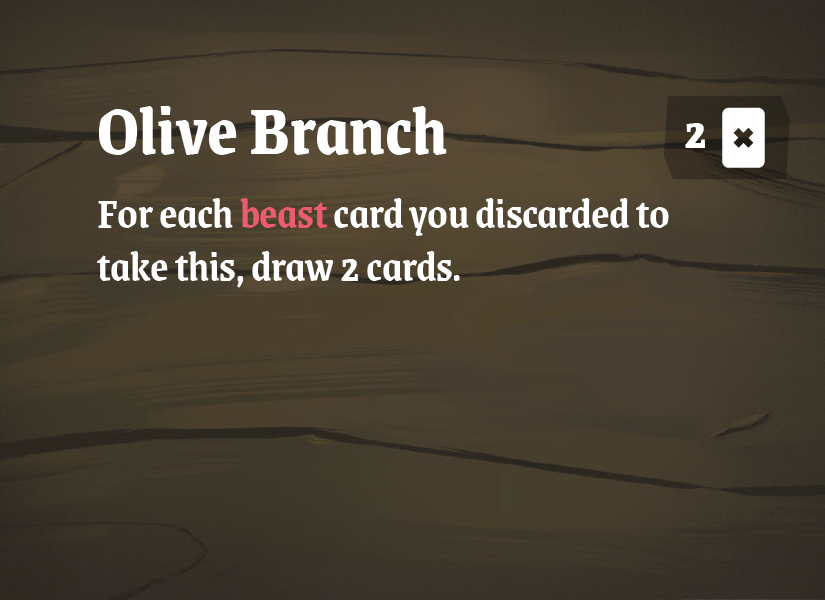 Olive Branch
2
For each beast card you discarded to
take this, draw 2 cards.